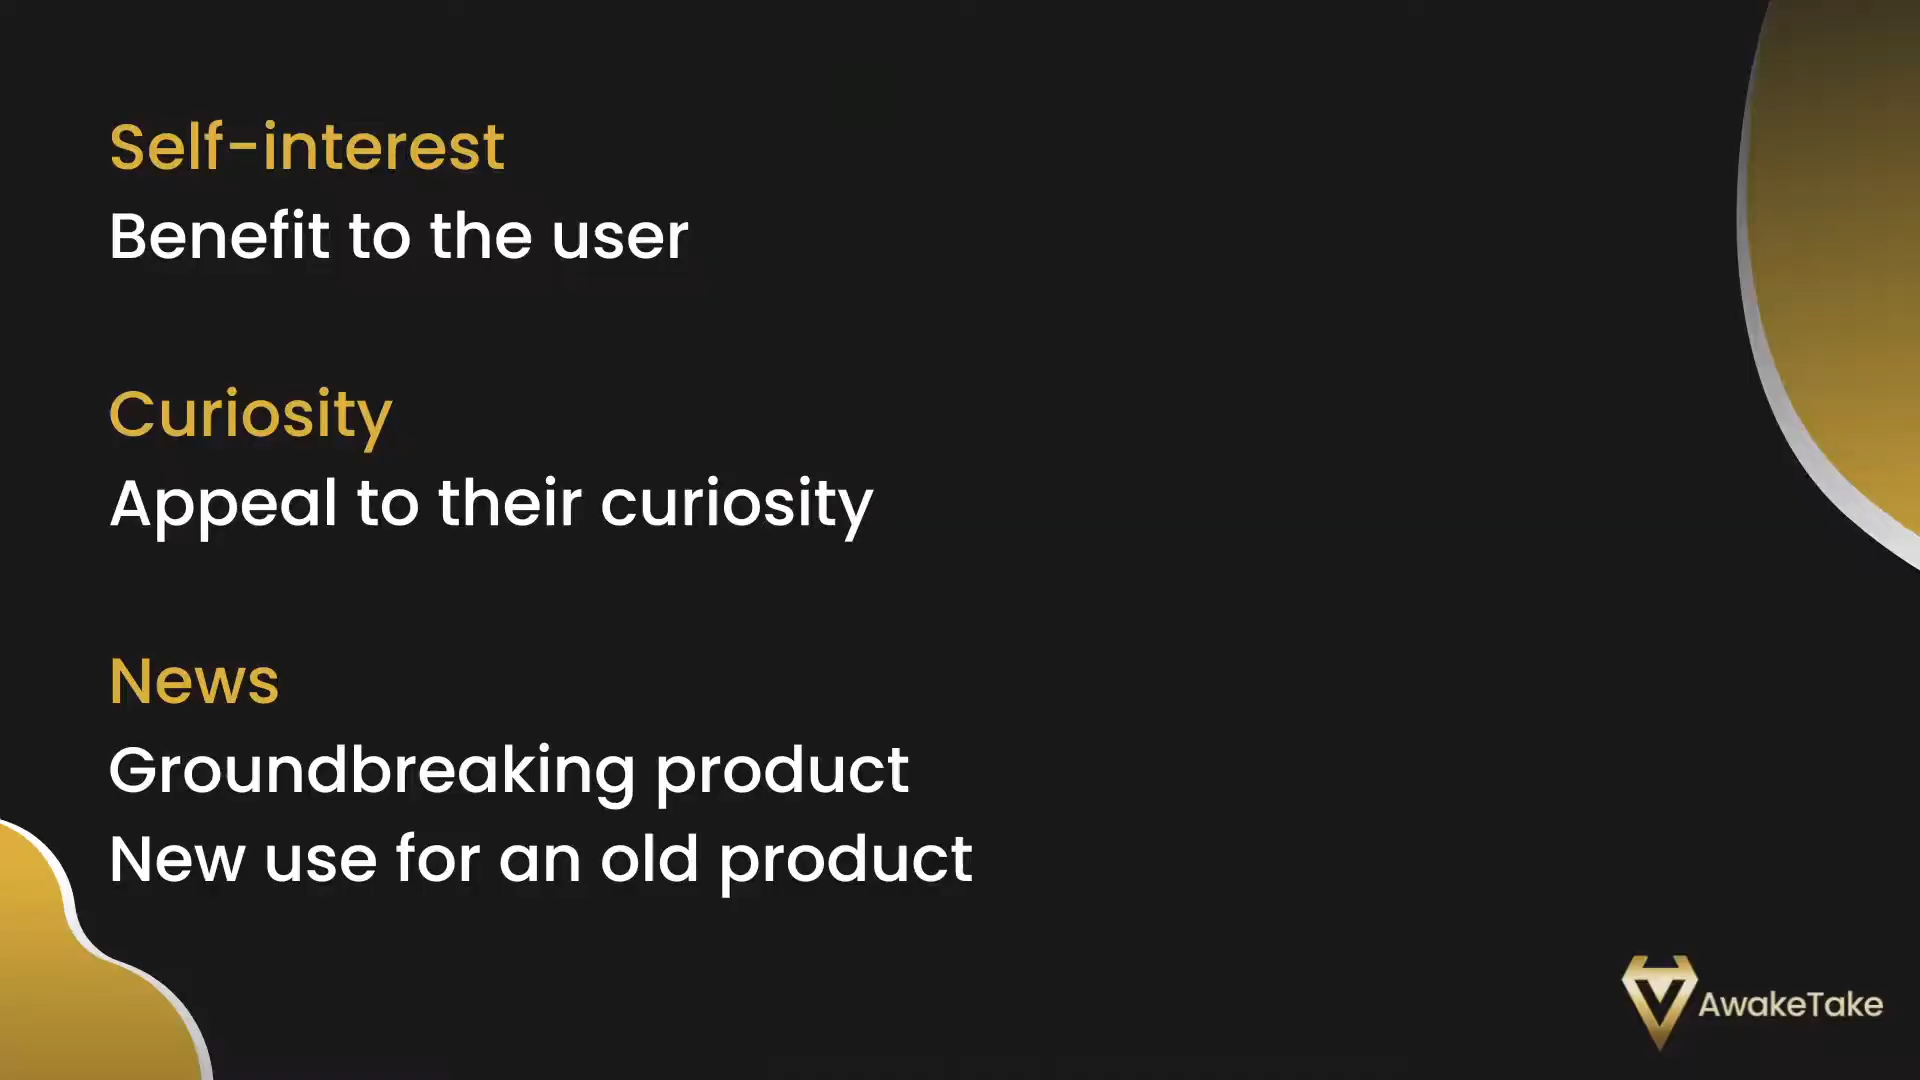 Self-interest
Benefit to the user
Curiosity
Appeal to their curiosity
News
Groundbreaking product
New use for an old product
AwakeTake